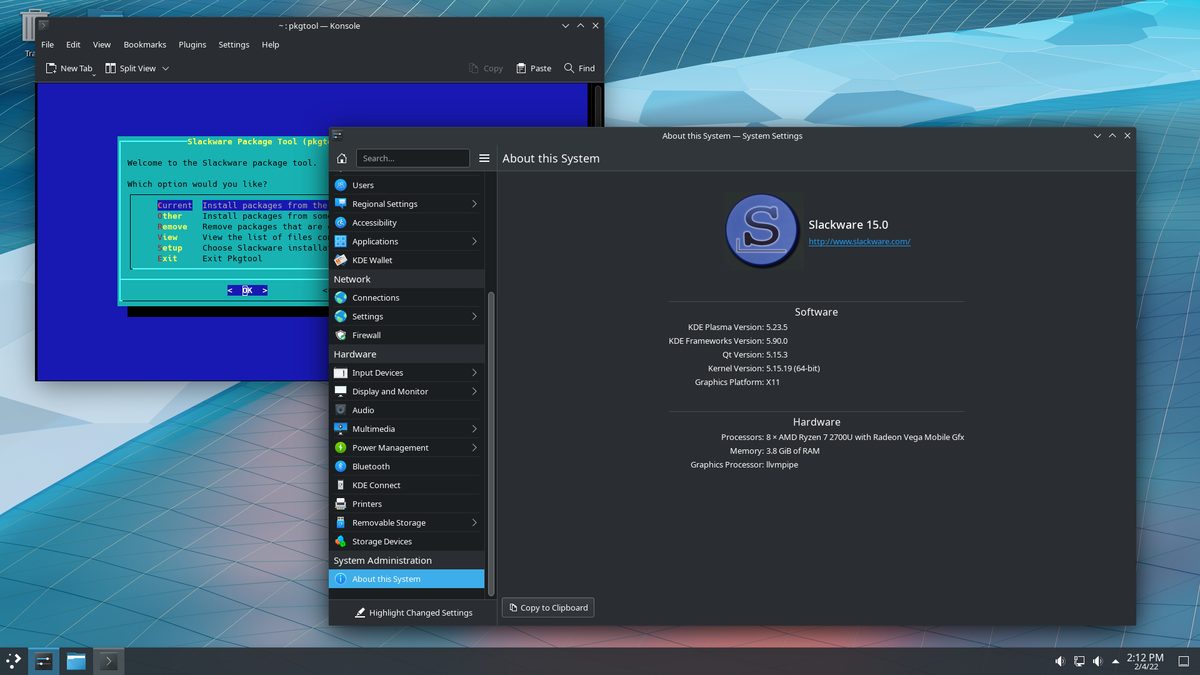 Tra
~ : pkgtool — Konsole
File Edit View Bookmarks Plugins Settings Help
New Tab Split View Copy Paste Find
Slackware Package Tool (pkgt
Welcome to the Slackware package tool.
Which option would you like?
Current Install packages from the
Other Install packages from som
Remove Remove packages that are
View View the list of files co
Setup Choose Slackware installa
Exit Exit Pkgtool
< OK > <
About this System — System Settings
Search...
About this System
Users
Regional Settings
Accessibility
Applications
KDE Wallet
Network
Connections
Settings
Firewall
Hardware
Input Devices
Display and Monitor
Audio
Multimedia
Power Management
Bluetooth
KDE Connect
Printers
Removable Storage
Storage Devices
System Administration
About this System
Highlight Changed Settings
S
Slackware 15.0
http://www.slackware.com/
Software
KDE Plasma Version: 5.23.5
KDE Frameworks Version: 5.90.0
Qt Version: 5.15.3
Kernel Version: 5.15.19 (64-bit)
Graphics Platform: X11
Hardware
Processors: 8 × AMD Ryzen 7 2700U with Radeon Vega Mobile Gfx
Memory: 3.8 GiB of RAM
Graphics Processor: llvmpipe
Copy to Clipboard
2:12 PM
2/4/22